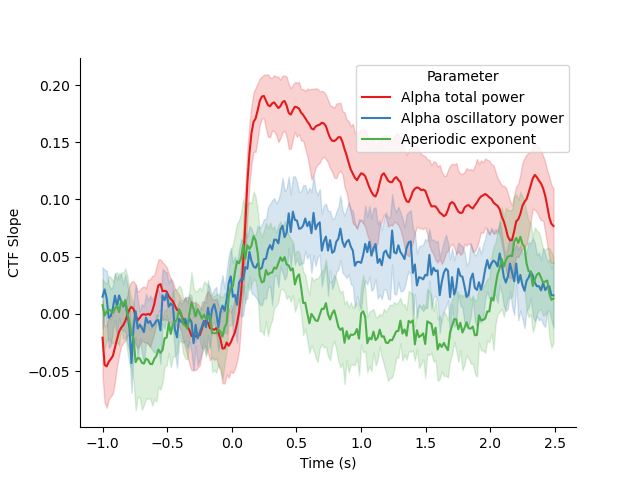 Parameter
Alpha total power
Alpha oscillatory power
Aperiodic exponent
CTF Slope
0.20
0.15
0.10
0.05
0.00
−0.05
−1.0 −0.5 0.0 0.5 1.0 1.5 2.0 2.5
Time (s)